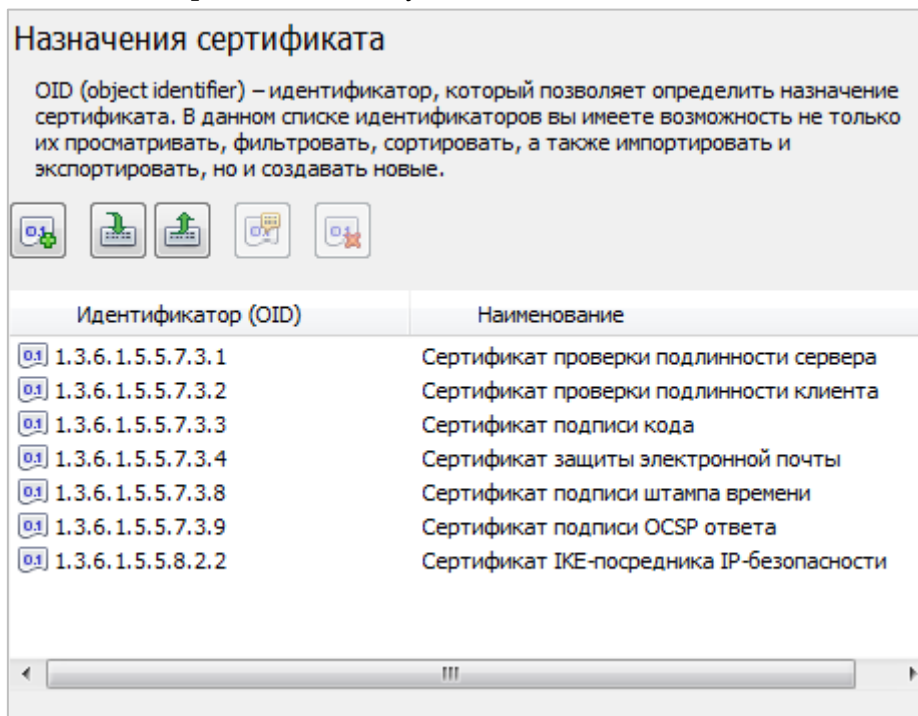 Назначения сертификата
OID (object identifier) – идентификатор, который позволяет определить назначение
сертификата. В данном списке идентификаторов вы имеете возможность не только
их просматривать, фильтровать, сортировать, а также импортировать и
экспортировать, но и создавать новые.
Идентификатор (OID) Наименование
1.3.6.1.5.5.7.3.1 Сертификат проверки подлинности сервера
1.3.6.1.5.5.7.3.2 Сертификат проверки подлинности клиента
1.3.6.1.5.5.7.3.3 Сертификат подписи кода
1.3.6.1.5.5.7.3.4 Сертификат защиты электронной почты
1.3.6.1.5.5.7.3.8 Сертификат подписи штампа времени
1.3.6.1.5.5.7.3.9 Сертификат подписи OCSP ответа
1.3.6.1.5.5.8.2.2 Сертификат IKE-посредника IP-безопасности